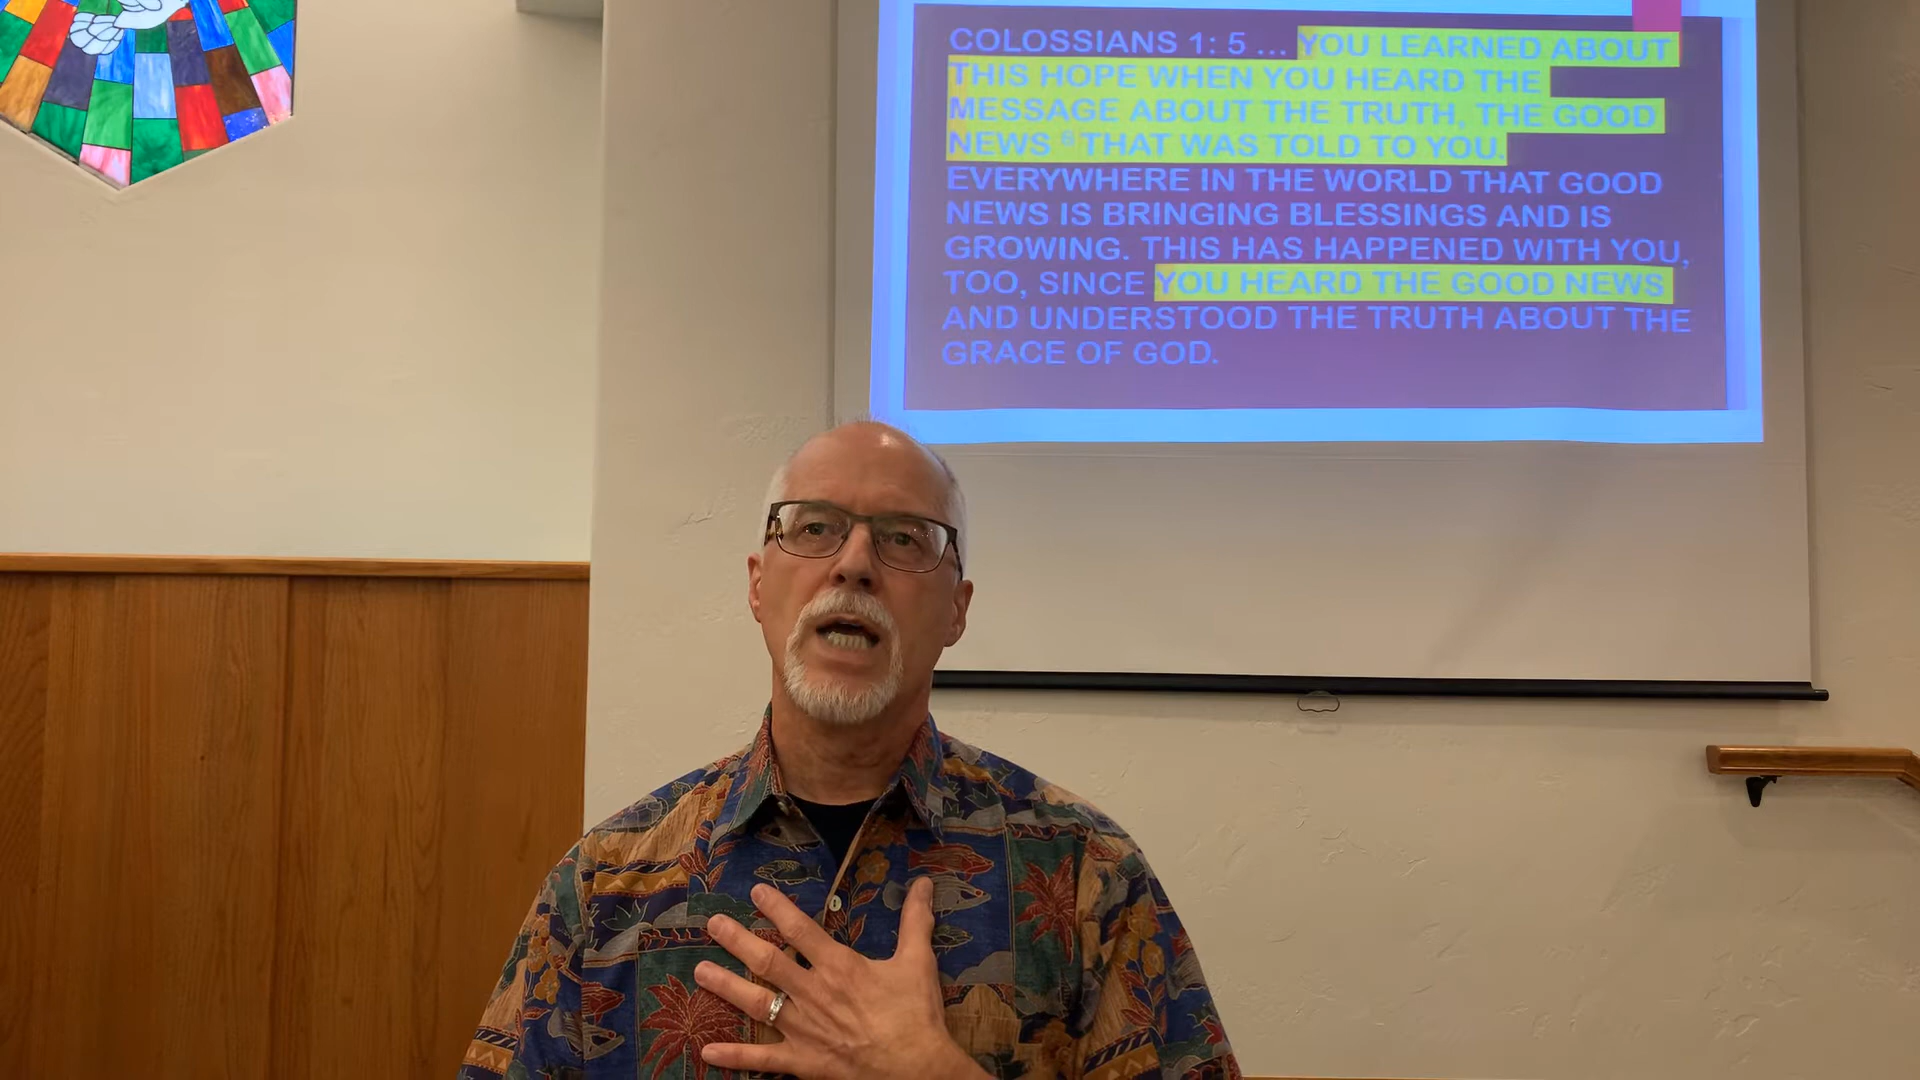 COLOSSIANS 1: 5 ... YOU LEARNED ABOUT
THIS HOPE WHEN YOU HEARD THE
MESSAGE ABOUT THE TRUTH, THE GOOD
NEWS 6 THAT WAS TOLD TO YOU.
EVERYWHERE IN THE WORLD THAT GOOD
NEWS IS BRINGING BLESSINGS AND IS
GROWING. THIS HAS HAPPENED WITH YOU,
TOO, SINCE YOU HEARD THE GOOD NEWS
AND UNDERSTOOD THE TRUTH ABOUT THE
GRACE OF GOD.